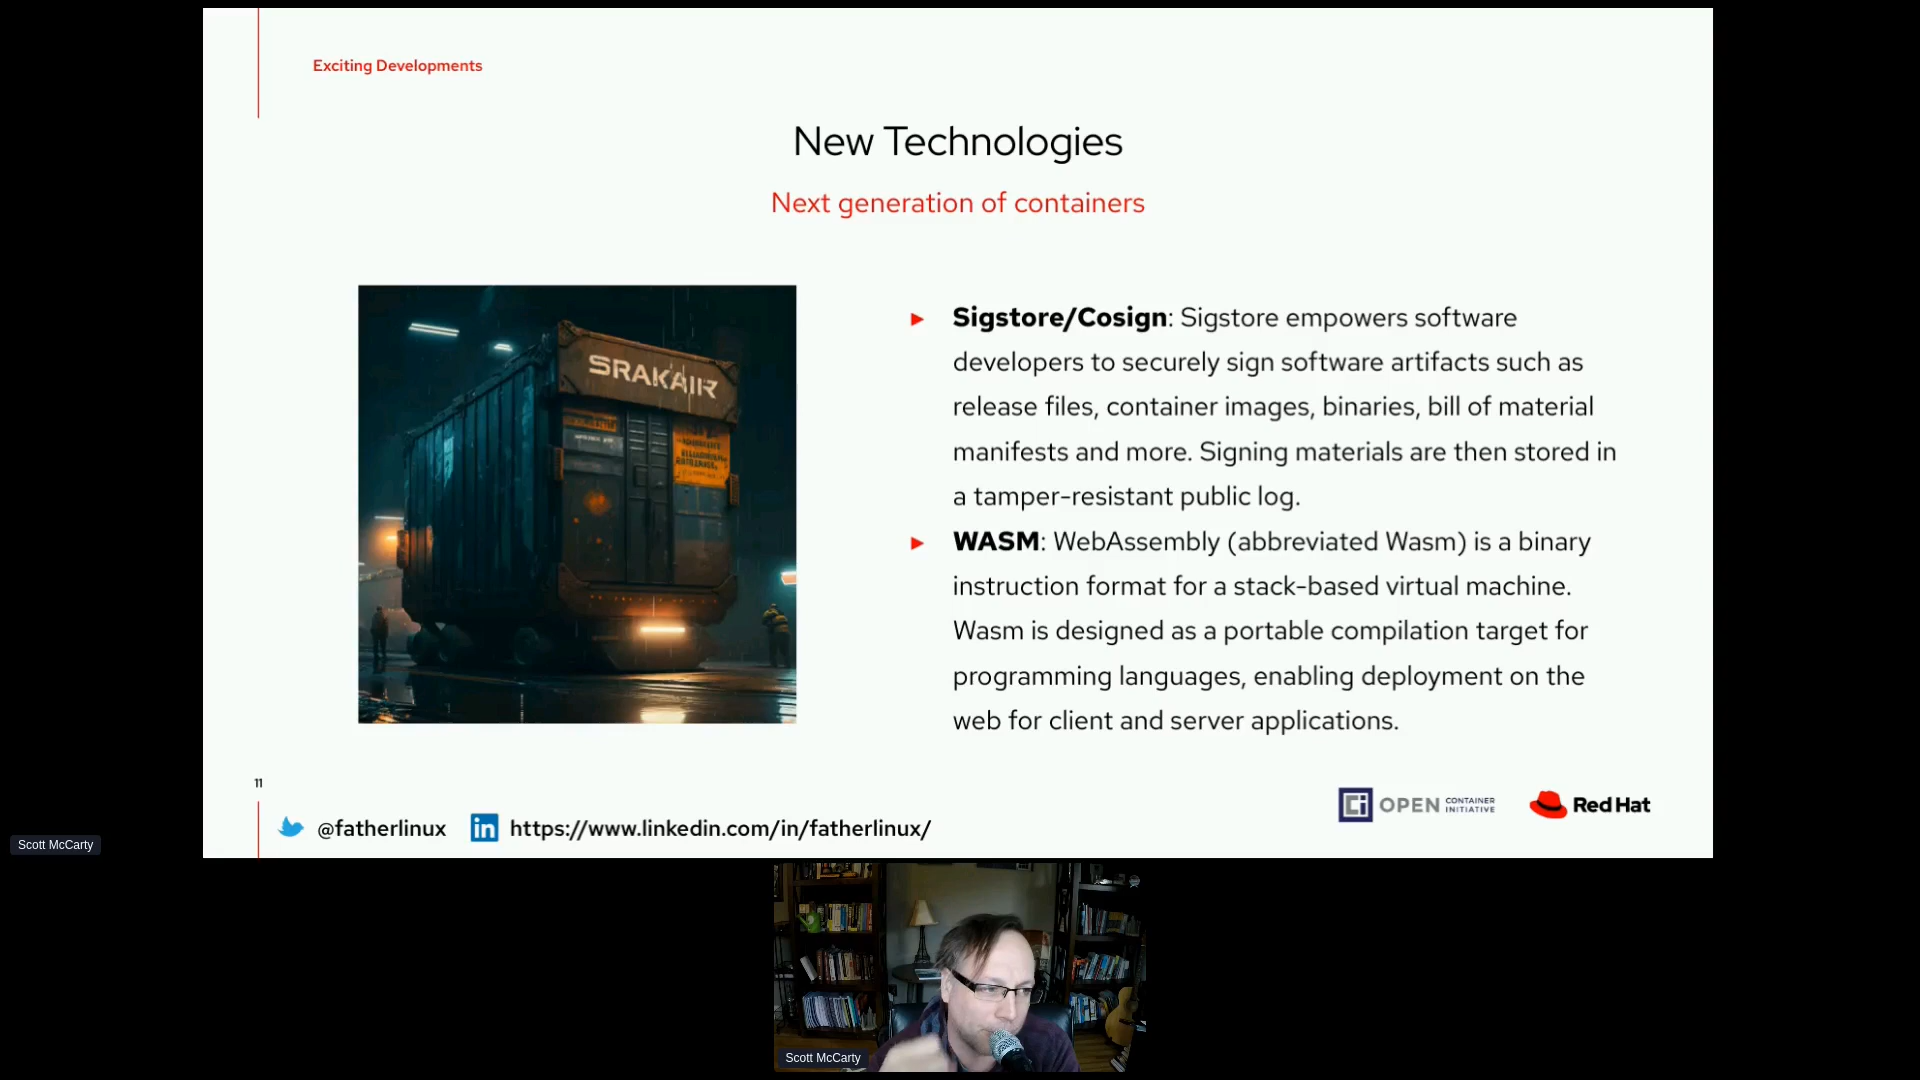 Exciting Developments
New Technologies
Next generation of containers
SRAKAIR
Sigstore/Cosign: Sigstore empowers software
developers to securely sign software artifacts such as
release files, container images, binaries, bill of material
manifests and more. Signing materials are then stored in
a tamper-resistant public log.
WASM: WebAssembly (abbreviated Wasm) is a binary
instruction format for a stack-based virtual machine.
Wasm is designed as a portable compilation target for
programming languages, enabling deployment on the
web for client and server applications.
11
@fatherlinux
in https://www.linkedin.com/in/fatherlinux/
OPEN CONTAINER INITIATIVE
Red Hat
Scott McCarty
Scott McCarty